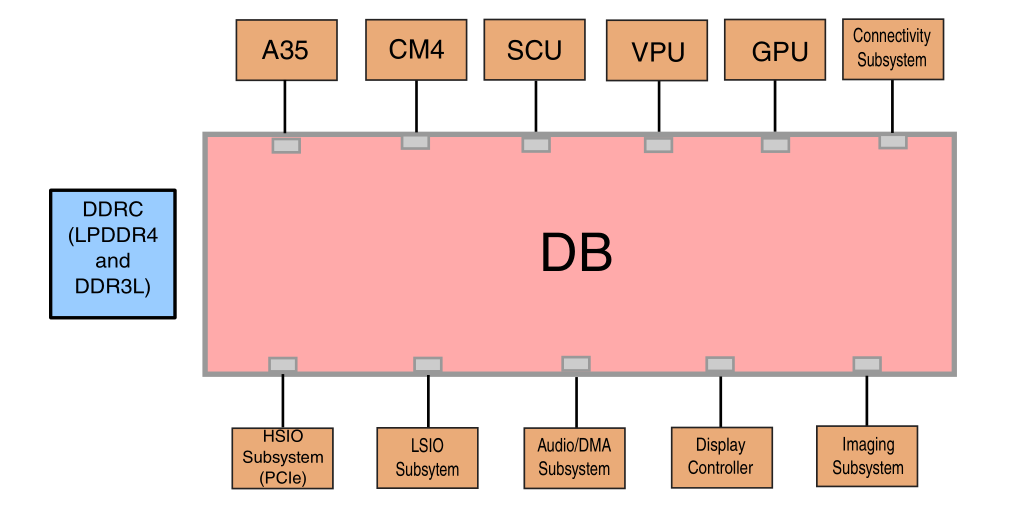 A35
CM4
SCU
VPU
GPU
Connectivity
Subsystem
DDRC
(LPDDR4
and
DDR3L)
DB
HSIO
Subsystem
(PCIe)
LSIO
Subsytem
Audio/DMA
Subsystem
Display
Controller
Imaging
Subsystem